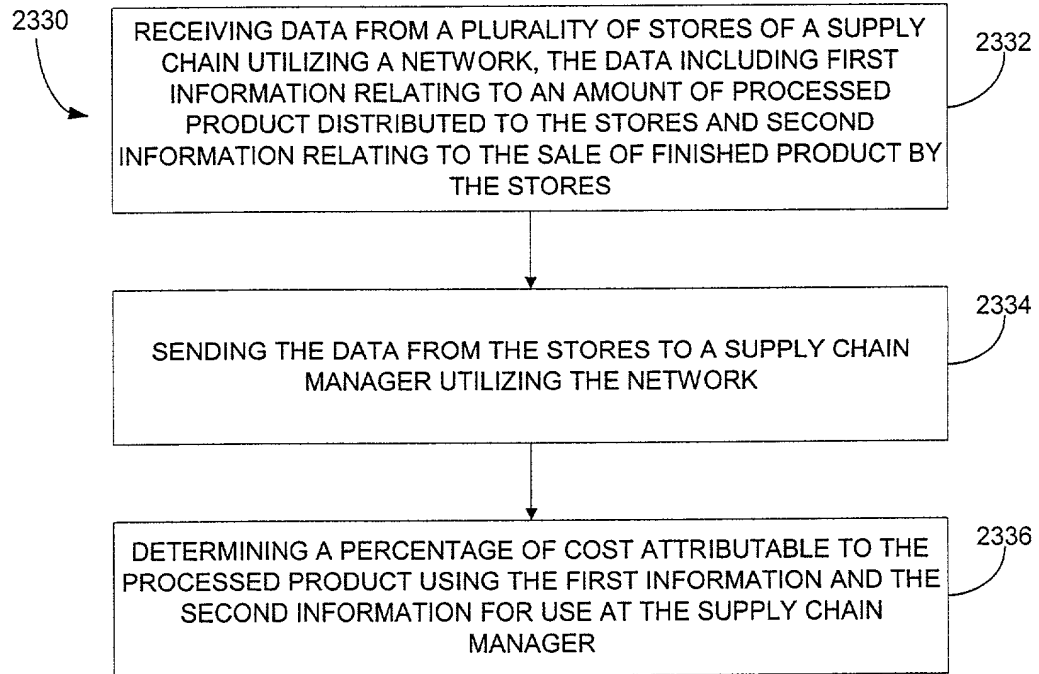 2330
RECEIVING DATA FROM A PLURALITY OF STORES OF A SUPPLY
CHAIN UTILIZING A NETWORK, THE DATA INCLUDING FIRST
INFORMATION RELATING TO AN AMOUNT OF PROCESSED
PRODUCT DISTRIBUTED TO THE STORES AND SECOND
INFORMATION RELATING TO THE SALE OF FINISHED PRODUCT BY
THE STORES
2332
SENDING THE DATA FROM THE STORES TO A SUPPLY CHAIN
MANAGER UTILIZING THE NETWORK
2334
DETERMINING A PERCENTAGE OF COST ATTRIBUTABLE TO THE
PROCESSED PRODUCT USING THE FIRST INFORMATION AND THE
SECOND INFORMATION FOR USE AT THE SUPPLY CHAIN
MANAGER
2336